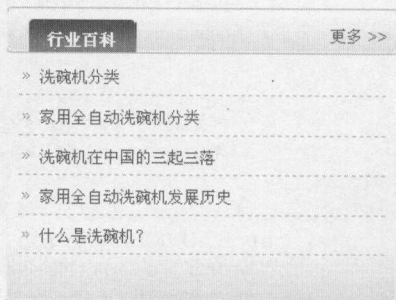 行业百科
更多 >>
» 洗碗机分类
» 家用全自动洗碗机分类
» 洗碗机在中国的三起三落
» 家用全自动洗碗机发展历史
» 什么是洗碗机?